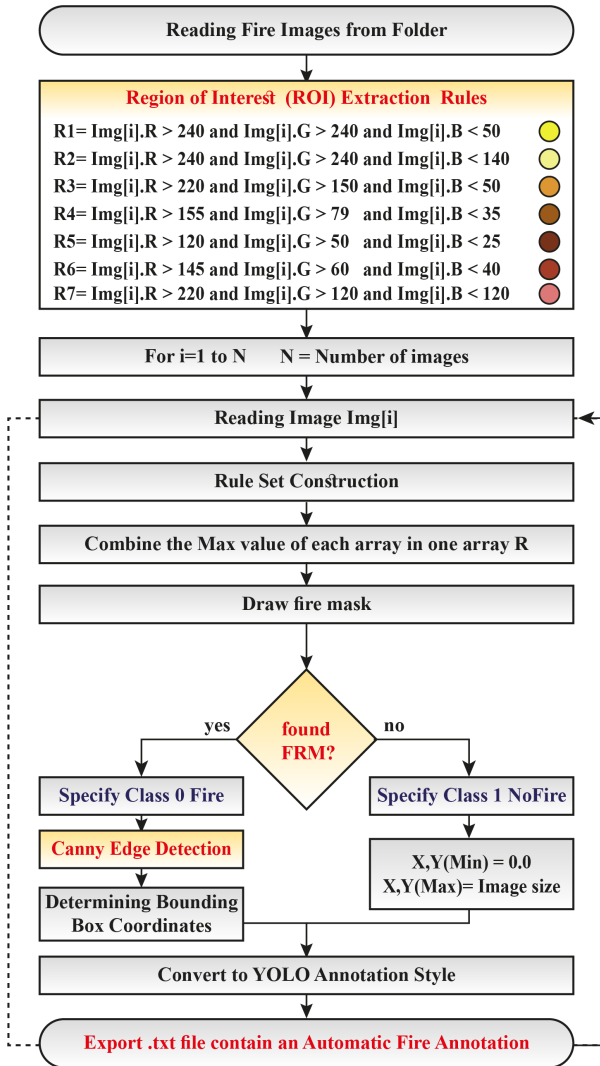 Reading Fire Images from Folder
Region of Interest (ROI) Extraction Rules
R1= Img[i].R > 240 and Img[i].G > 240 and Img[i].B < 50
R2= Img[i].R > 240 and Img[i].G > 240 and Img[i].B < 140
R3= Img[i].R > 220 and Img[i].G > 150 and Img[i].B < 50
R4= Img[i].R > 155 and Img[i].G > 79 and Img[i].B < 35
R5= Img[i].R > 120 and Img[i].G > 50 and Img[i].B < 25
R6= Img[i].R > 145 and Img[i].G > 60 and Img[i].B < 40
R7= Img[i].R > 220 and Img[i].G > 120 and Img[i].B < 120
For i=1 to N N = Number of images
Reading Image Img[i]
Rule Set Construction
Combine the Max value of each array in one array R
Draw fire mask
found
FRM?
yes
no
Specify Class 0 Fire
Canny Edge Detection
Determining Bounding
Box Coordinates
Specify Class 1 NoFire
X,Y(Min) = 0.0
X,Y(Max)= Image size
Convert to YOLO Annotation Style
Export .txt file contain an Automatic Fire Annotation